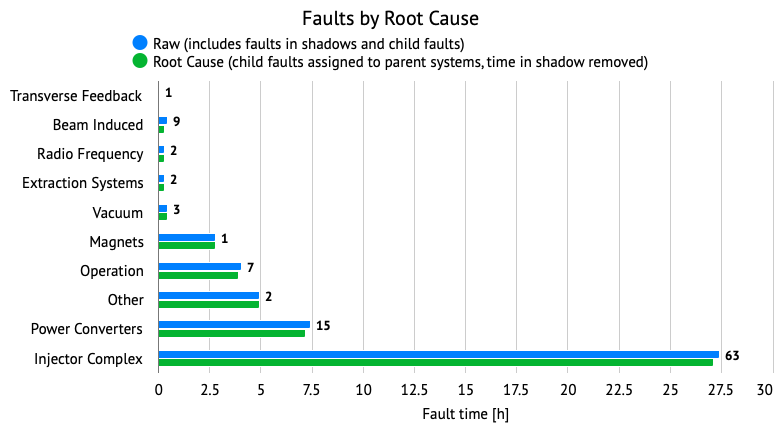 Faults by Root Cause
Raw (includes faults in shadows and child faults)
Root Cause (child faults assigned to parent systems, time in shadow removed)
Transverse Feedback 1
Beam Induced 9
Radio Frequency 2
Extraction Systems 2
Vacuum 3
Magnets 1
Operation 7
Other 2
Power Converters 15
Injector Complex 63
0 2.5 5 7.5 10 12.5 15 17.5 20 22.5 25 27.5 30
Fault time [h]